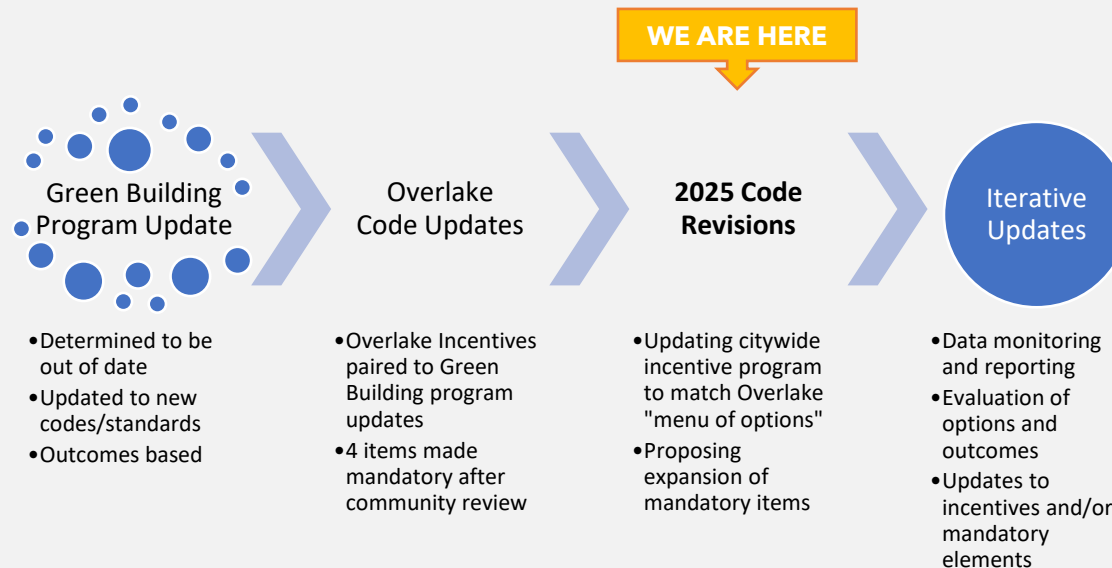 WE ARE HERE
Green Building
Program Update
•Determined to be
out of date
•Updated to new
codes/standards
•Outcomes based
Overlake
Code Updates
•Overlake Incentives
paired to Green
Building program
updates
•4 items made
mandatory after
community review
2025 Code
Revisions
•Updating citywide
incentive program
to match Overlake
"menu of options"
•Proposing
expansion of
mandatory items
Iterative
Updates
•Data monitoring
and reporting
•Evaluation of
options and
outcomes
•Updates to
incentives and/or
mandatory
elements